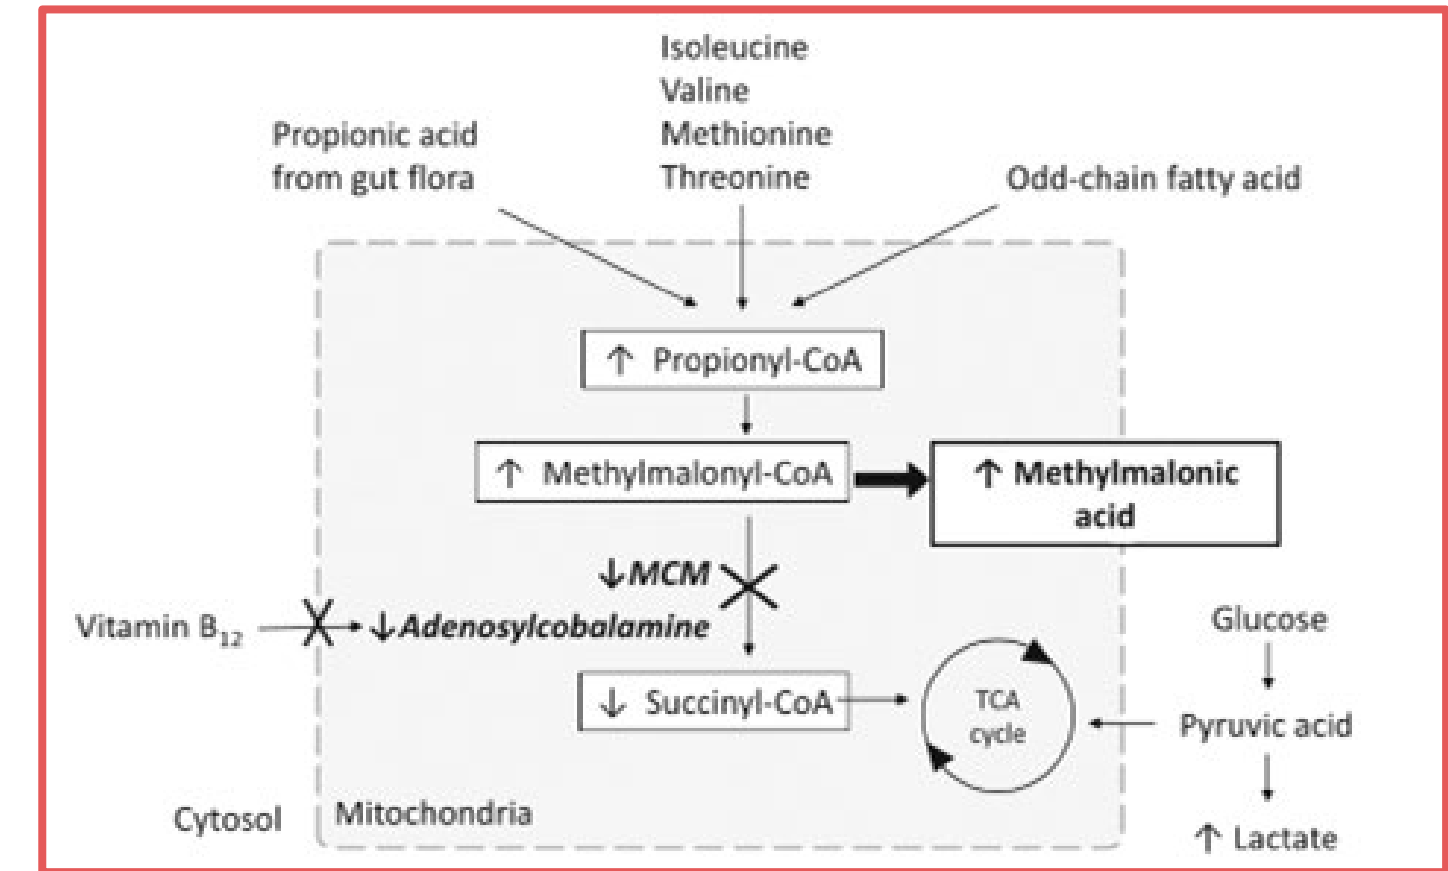 Isoleucine
Valine
Methionine
Threonine
Propionic acid
from gut flora
Odd-chain fatty acid
↑ Propionyl-CoA
↑ Methylmalonyl-CoA
↑ Methylmalonic
acid
↓MCM
Vitamin B₁₂
↓Adenosylcobalamine
↓ Succinyl-CoA
TCA
cycle
Glucose
Pyruvic acid
↑ Lactate
Cytosol
Mitochondria